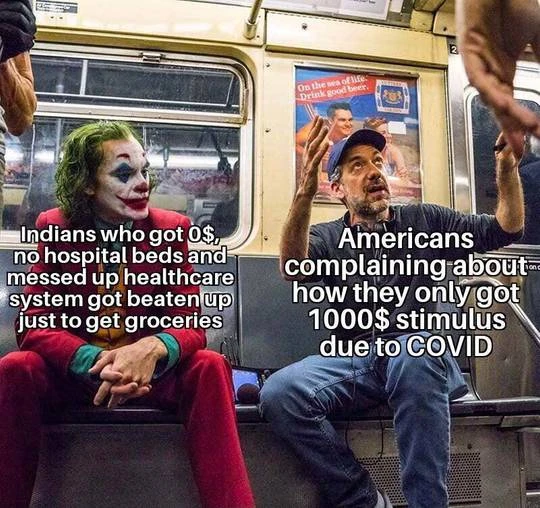 On the sea of life-
Drink good beer.
2
Indians who got 0$,
no hospital beds and
messed up healthcare
system got beaten up
just to get groceries
Americans
complaining about
how they only got
1000$ stimulus
due to COVID